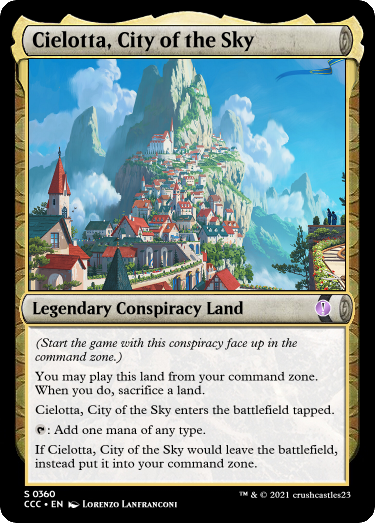 Cielotta, City of the Sky
Legendary Conspiracy Land
(Start the game with this conspiracy face up in the
command zone.)
You may play this land from your command zone.
When you do, sacrifice a land.
Cielotta, City of the Sky enters the battlefield tapped.
: Add one mana of any type.
If Cielotta, City of the Sky would leave the battlefield,
instead put it into your command zone.
S 0360
CCC • EN Lorenzo Lanfranconi
™ & © 2021 crushcastles23